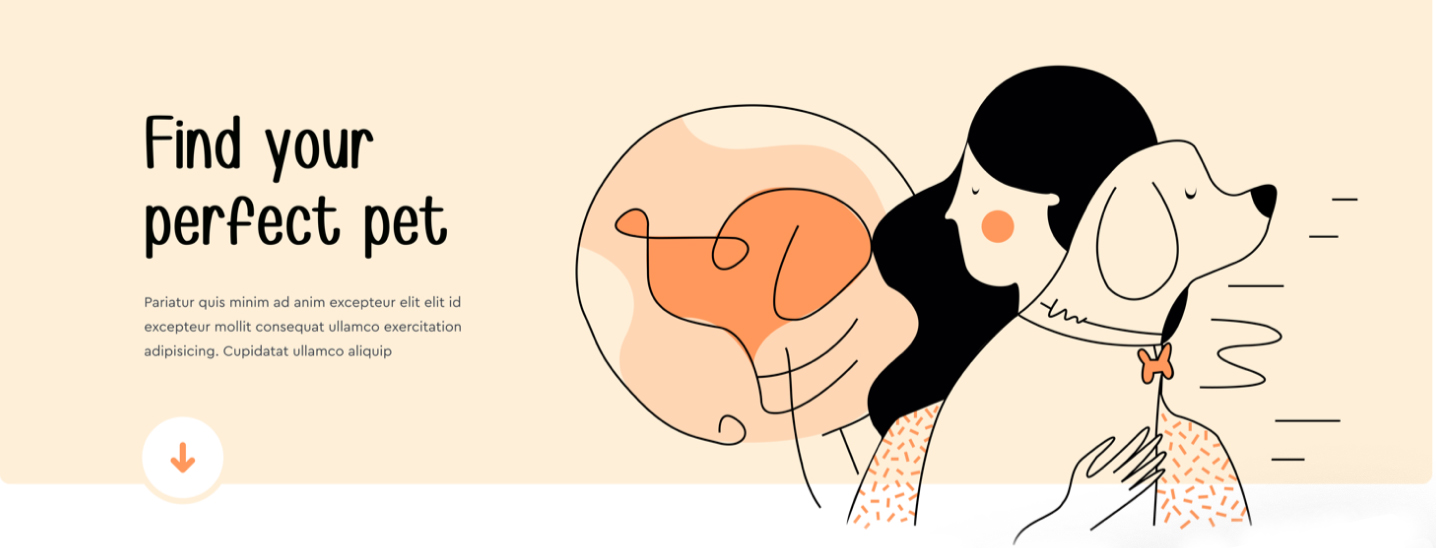 Find your
perfect pet
Pariatur quis minim ad anim excepteur elit elit id
excepteur mollit consequat ullamco exercitation
adipisicing. Cupidatat ullamco aliquip